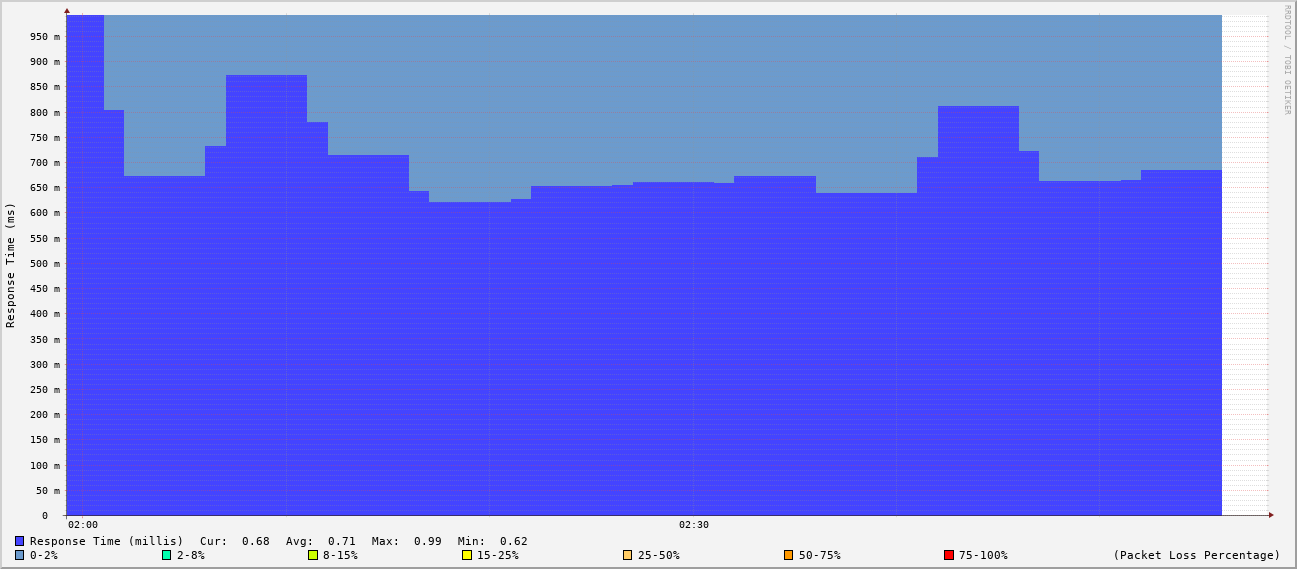 RRDTOOL / TOBI OETIKER
Response Time (ms)
950 m
900 m
850 m
800 m
750 m
700 m
650 m
600 m
550 m
500 m
450 m
400 m
350 m
300 m
250 m
200 m
150 m
100 m
50 m
0
02:00 02:30
Response Time (millis) Cur: 0.68 Avg: 0.71 Max: 0.99 Min: 0.62
0-2% 2-8% 8-15% 15-25% 25-50% 50-75% 75-100% (Packet Loss Percentage)